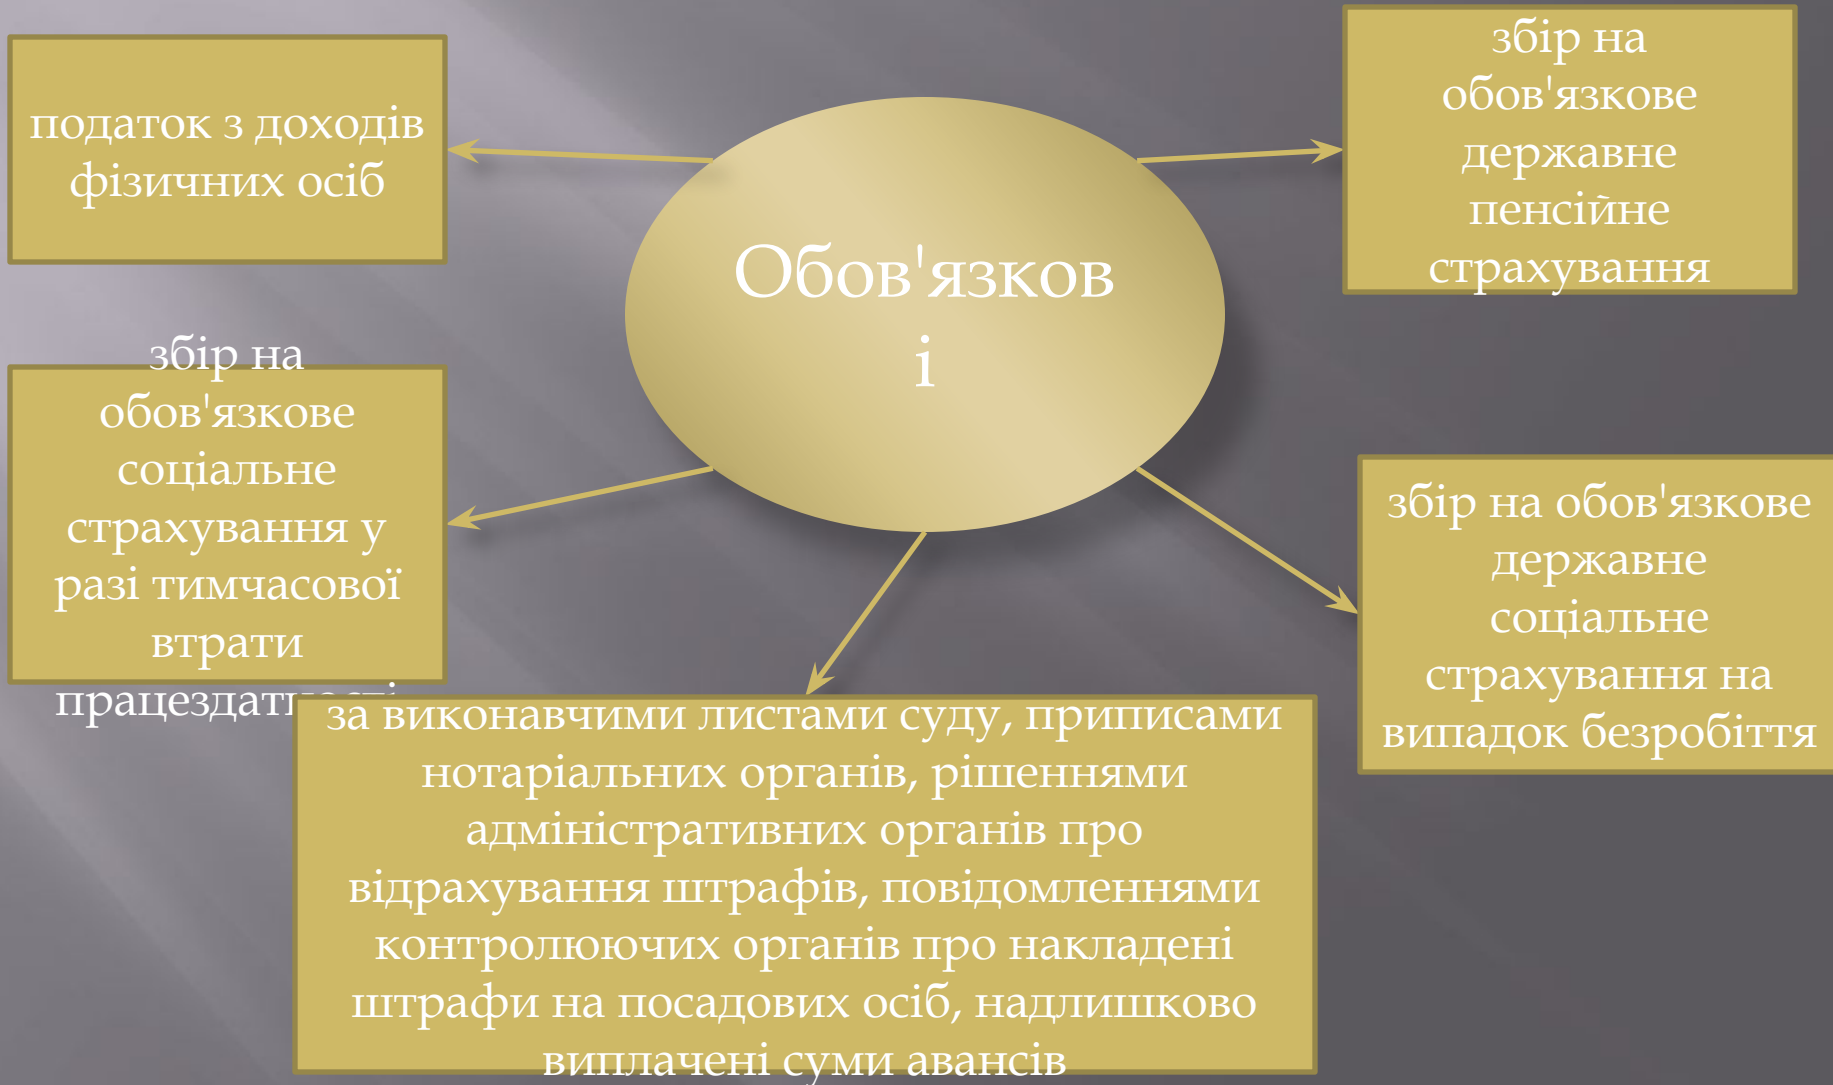 податок з доходів
фізичних осіб
збір на
обов'язкове
державне
пенсійне
страхування
Обов'язков
і
збір на
обов'язкове
соціальне
страхування у
разі тимчасової
втрати
працездатності
збір на обов'язкове
державне
соціальне
страхування на
випадок безробіття
за виконавчими листами суду, приписами
нотаріальних органів, рішеннями
адміністративних органів про
відрахування штрафів, повідомленнями
контролюючих органів про накладені
штрафи на посадових осіб, надлишково
виплачені суми авансів